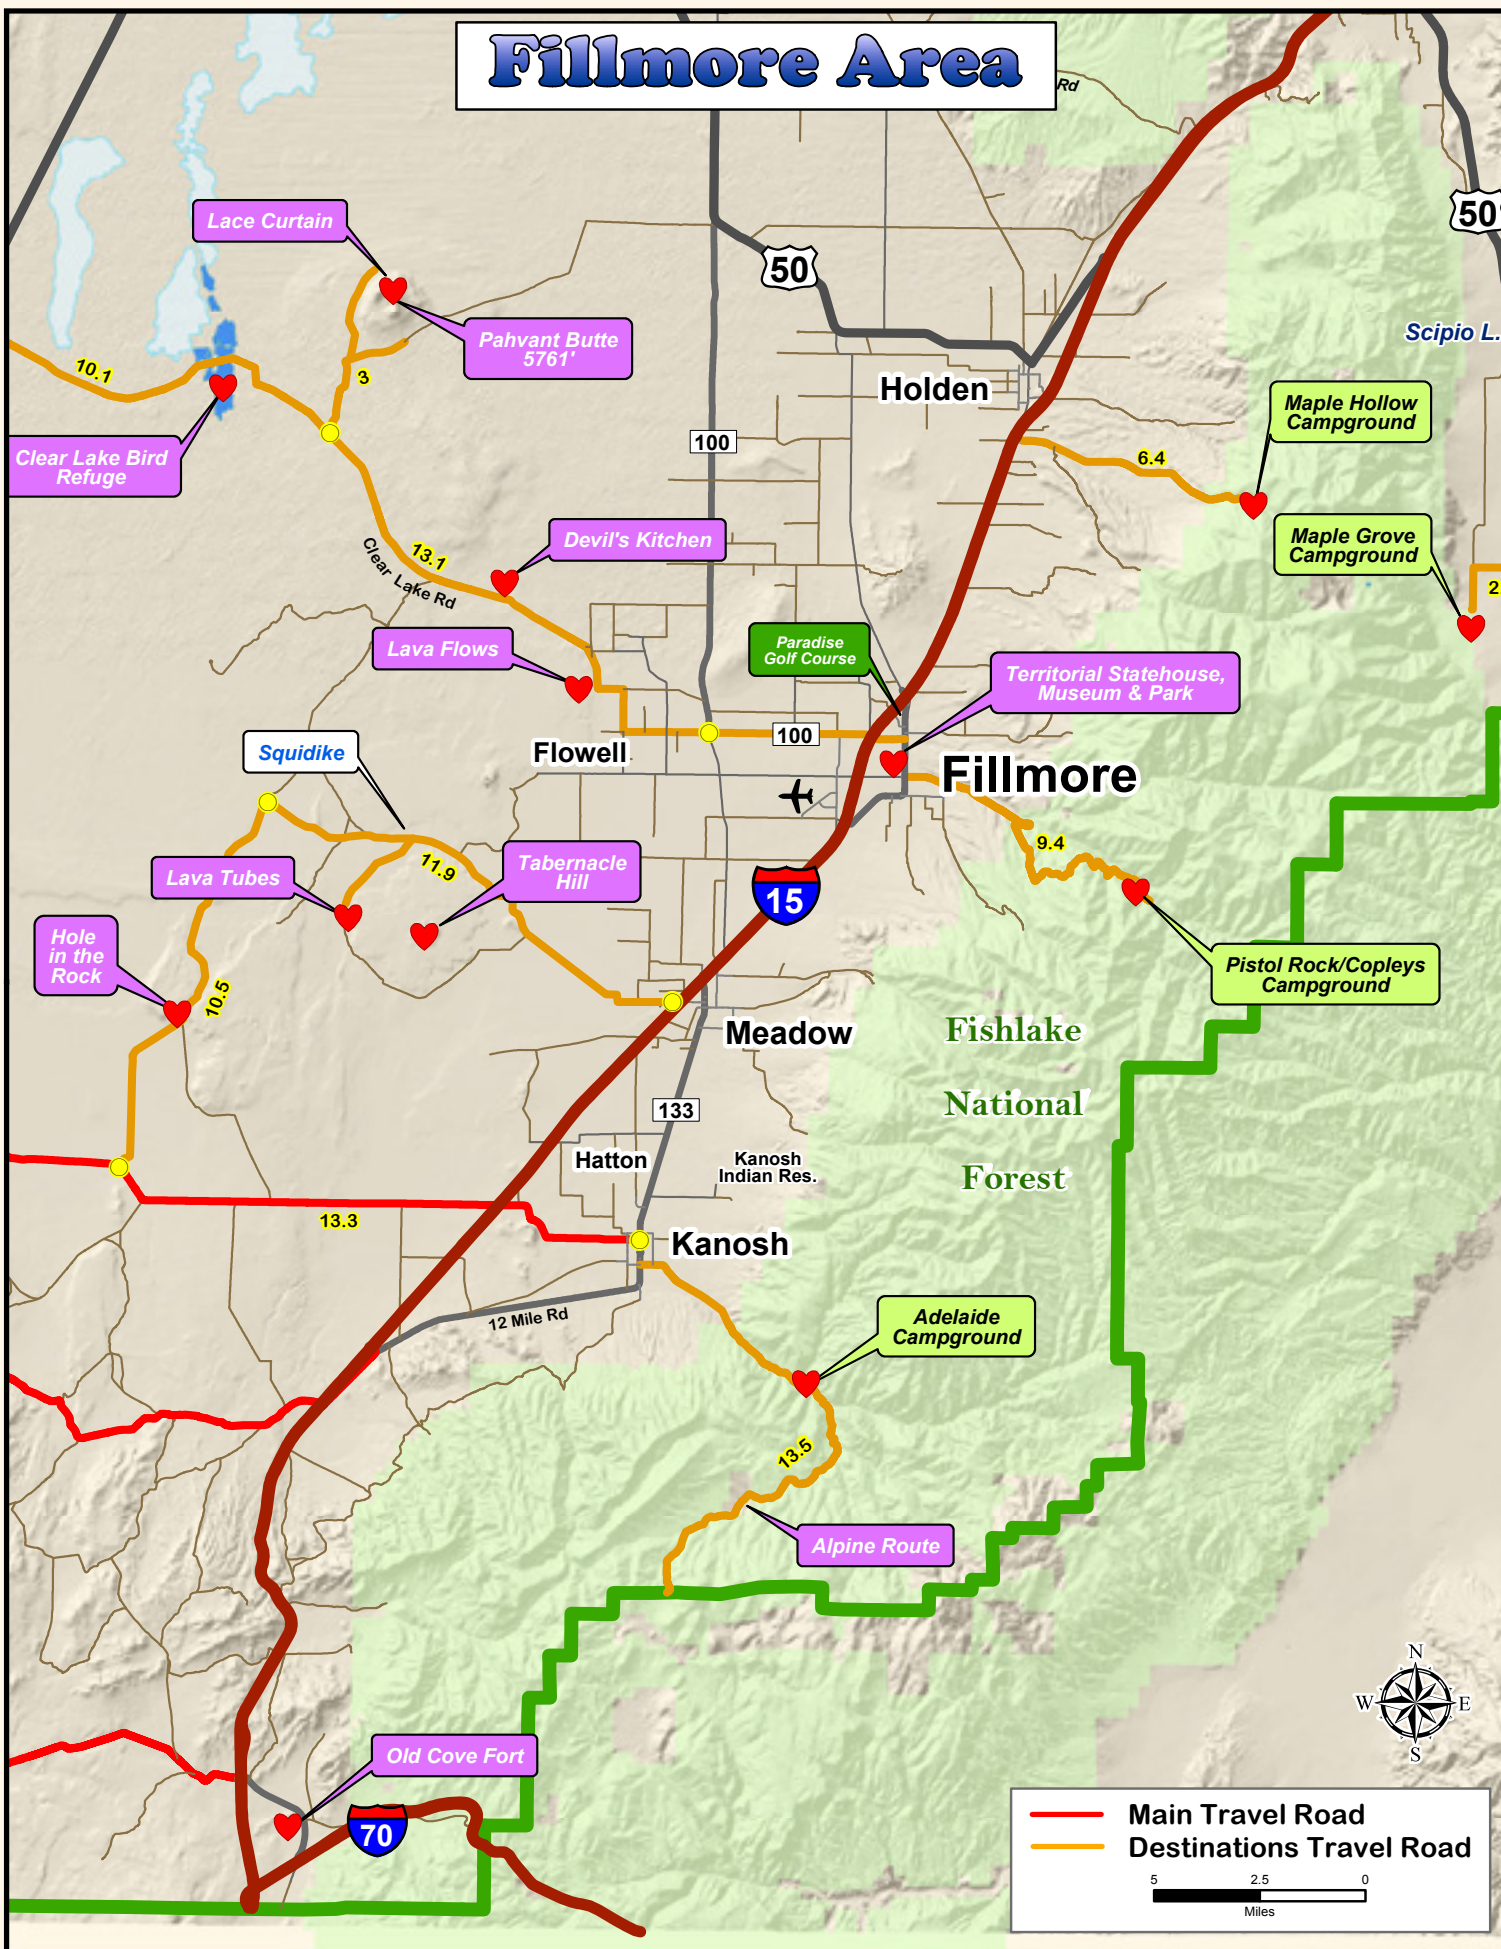 Fillmore Area
Rd
50
50
Lace Curtain
Pahvant Butte
5761'
Scipio L.
10.1
3
Holden
Maple Hollow
Campground
Clear Lake Bird
Refuge
100
6.4
Maple Grove
Campground
Devil's Kitchen
13.1
Clear Lake Rd
2.
Lava Flows
Paradise
Golf Course
Territorial Statehouse,
Museum & Park
100
Squidike
Flowell
Fillmore
9.4
11.9
Tabernacle
Hill
Lava Tubes
15
Hole
in the
Rock
Pistol Rock/Copleys
Campground
10.5
Meadow
Fishlake
National
Forest
133
Hatton
Kanosh
Indian Res.
13.3
Kanosh
12 Mile Rd
Adelaide
Campground
13.5
Alpine Route
N
W
E
S
Old Cove Fort
70
Main Travel Road
Destinations Travel Road
5
2.5
0
Miles